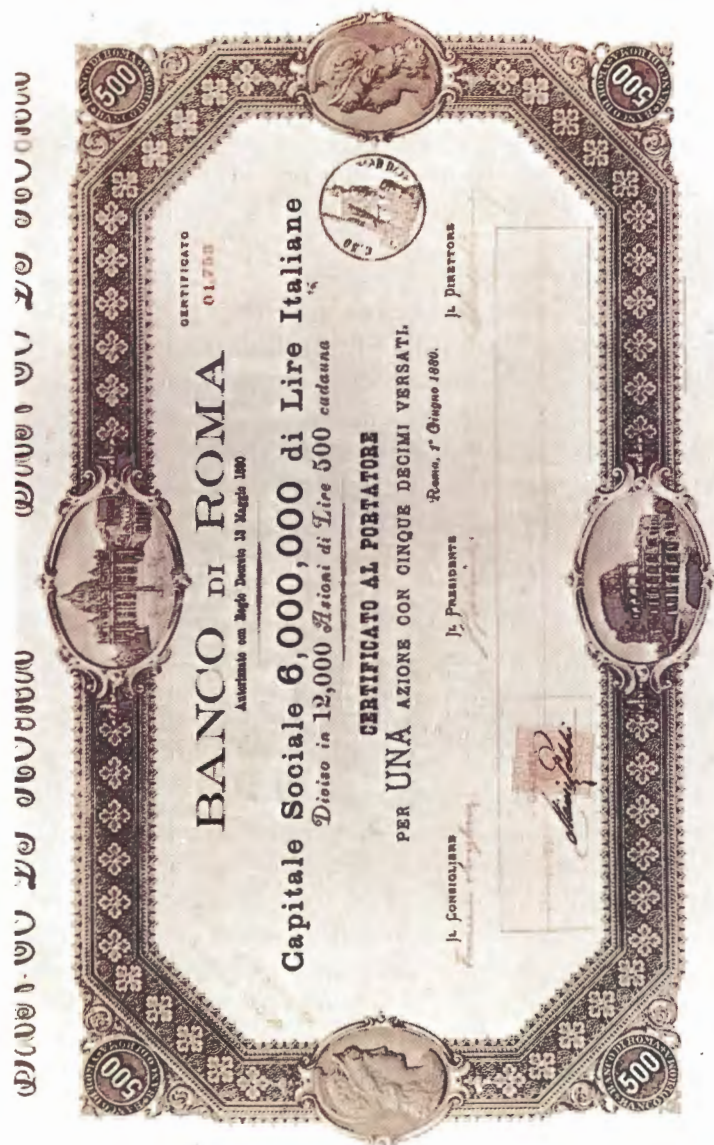 500
500
BANCO DI ROMA
Autorizzato con Regio Decreto 13 Maggio 1880
CERTIFICATO
01753
Capitale Sociale 6,000,000 di Lire Italiane
Diviso in 12,000 Azioni di Lire 500 cadauna
CERTIFICATO AL PORTATORE
PER UNA AZIONE CON CINQUE DECIMI VERSATI.
Roma, 1° Giugno 1880.
IL CONSIGLIERE
IL PRESIDENTE
IL DIRETTORE
500
500